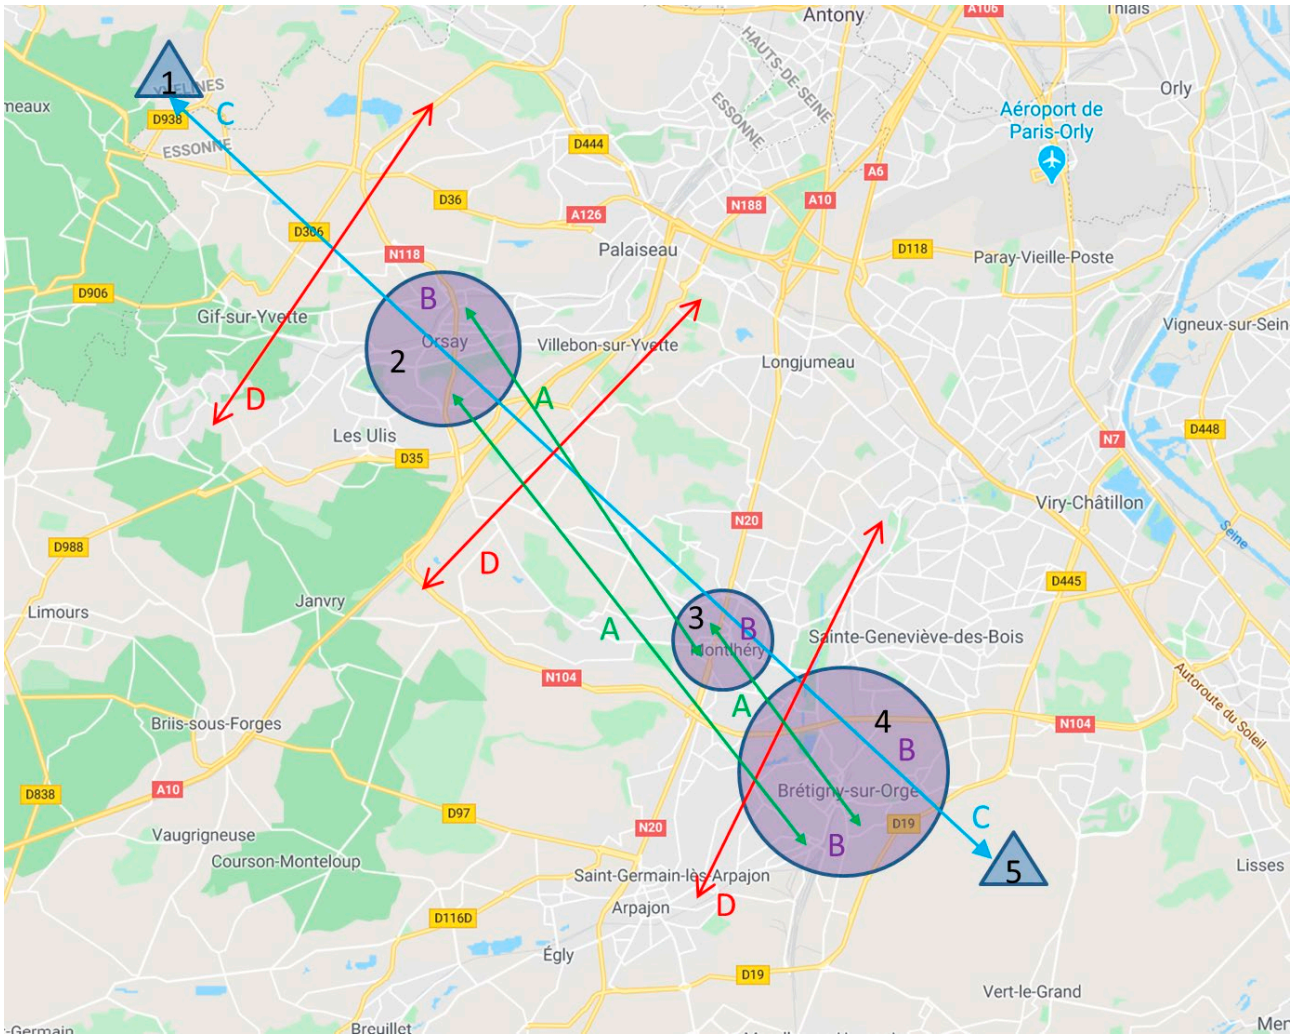 Antony
A106
Thiais
HAUTS-DE-SEINE
ESSONNE
1
YVELINES
C
D938
ESSONNE
meaux
Orly
Aéroport de
Paris-Orly
D444
A6
D36
N188
A10
A126
D306
Palaiseau
N118
D118
Paray-Vieille-Poste
D906
B
Gif-sur-Yvette
Orsay
Villebon-sur-Yvette
Vigneux-sur-Sein
2
Longjumeau
D
A
Les Ulis
D35
N7
D448
Viry-Châtillon
N20
Seine
D988
D
D445
Janvry
Limours
3
A
B
Montlhéry
Sainte-Geneviève-des-Bois
N104
A
4
N104
Autoroute du Soleil
Briis-sous-Forges
B
A10
D838
Brétigny-sur-Orge
D97
N20
D19
C
Vaugrigneuse
B
Courson-Monteloup
5
Lisses
Saint-Germain-lès-Arpajon
Arpajon
D
D116D
Égly
D19
Vert-le-Grand
Breuillet
-Germain
Mer